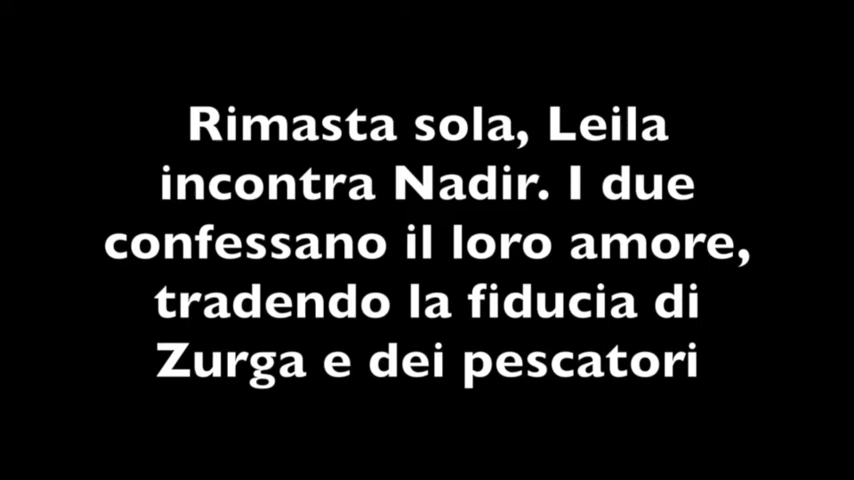 Rimasta sola, Leila
incontra Nadir. I due
confessano il loro amore,
tradendo la fiducia di
Zurga e dei pescatori